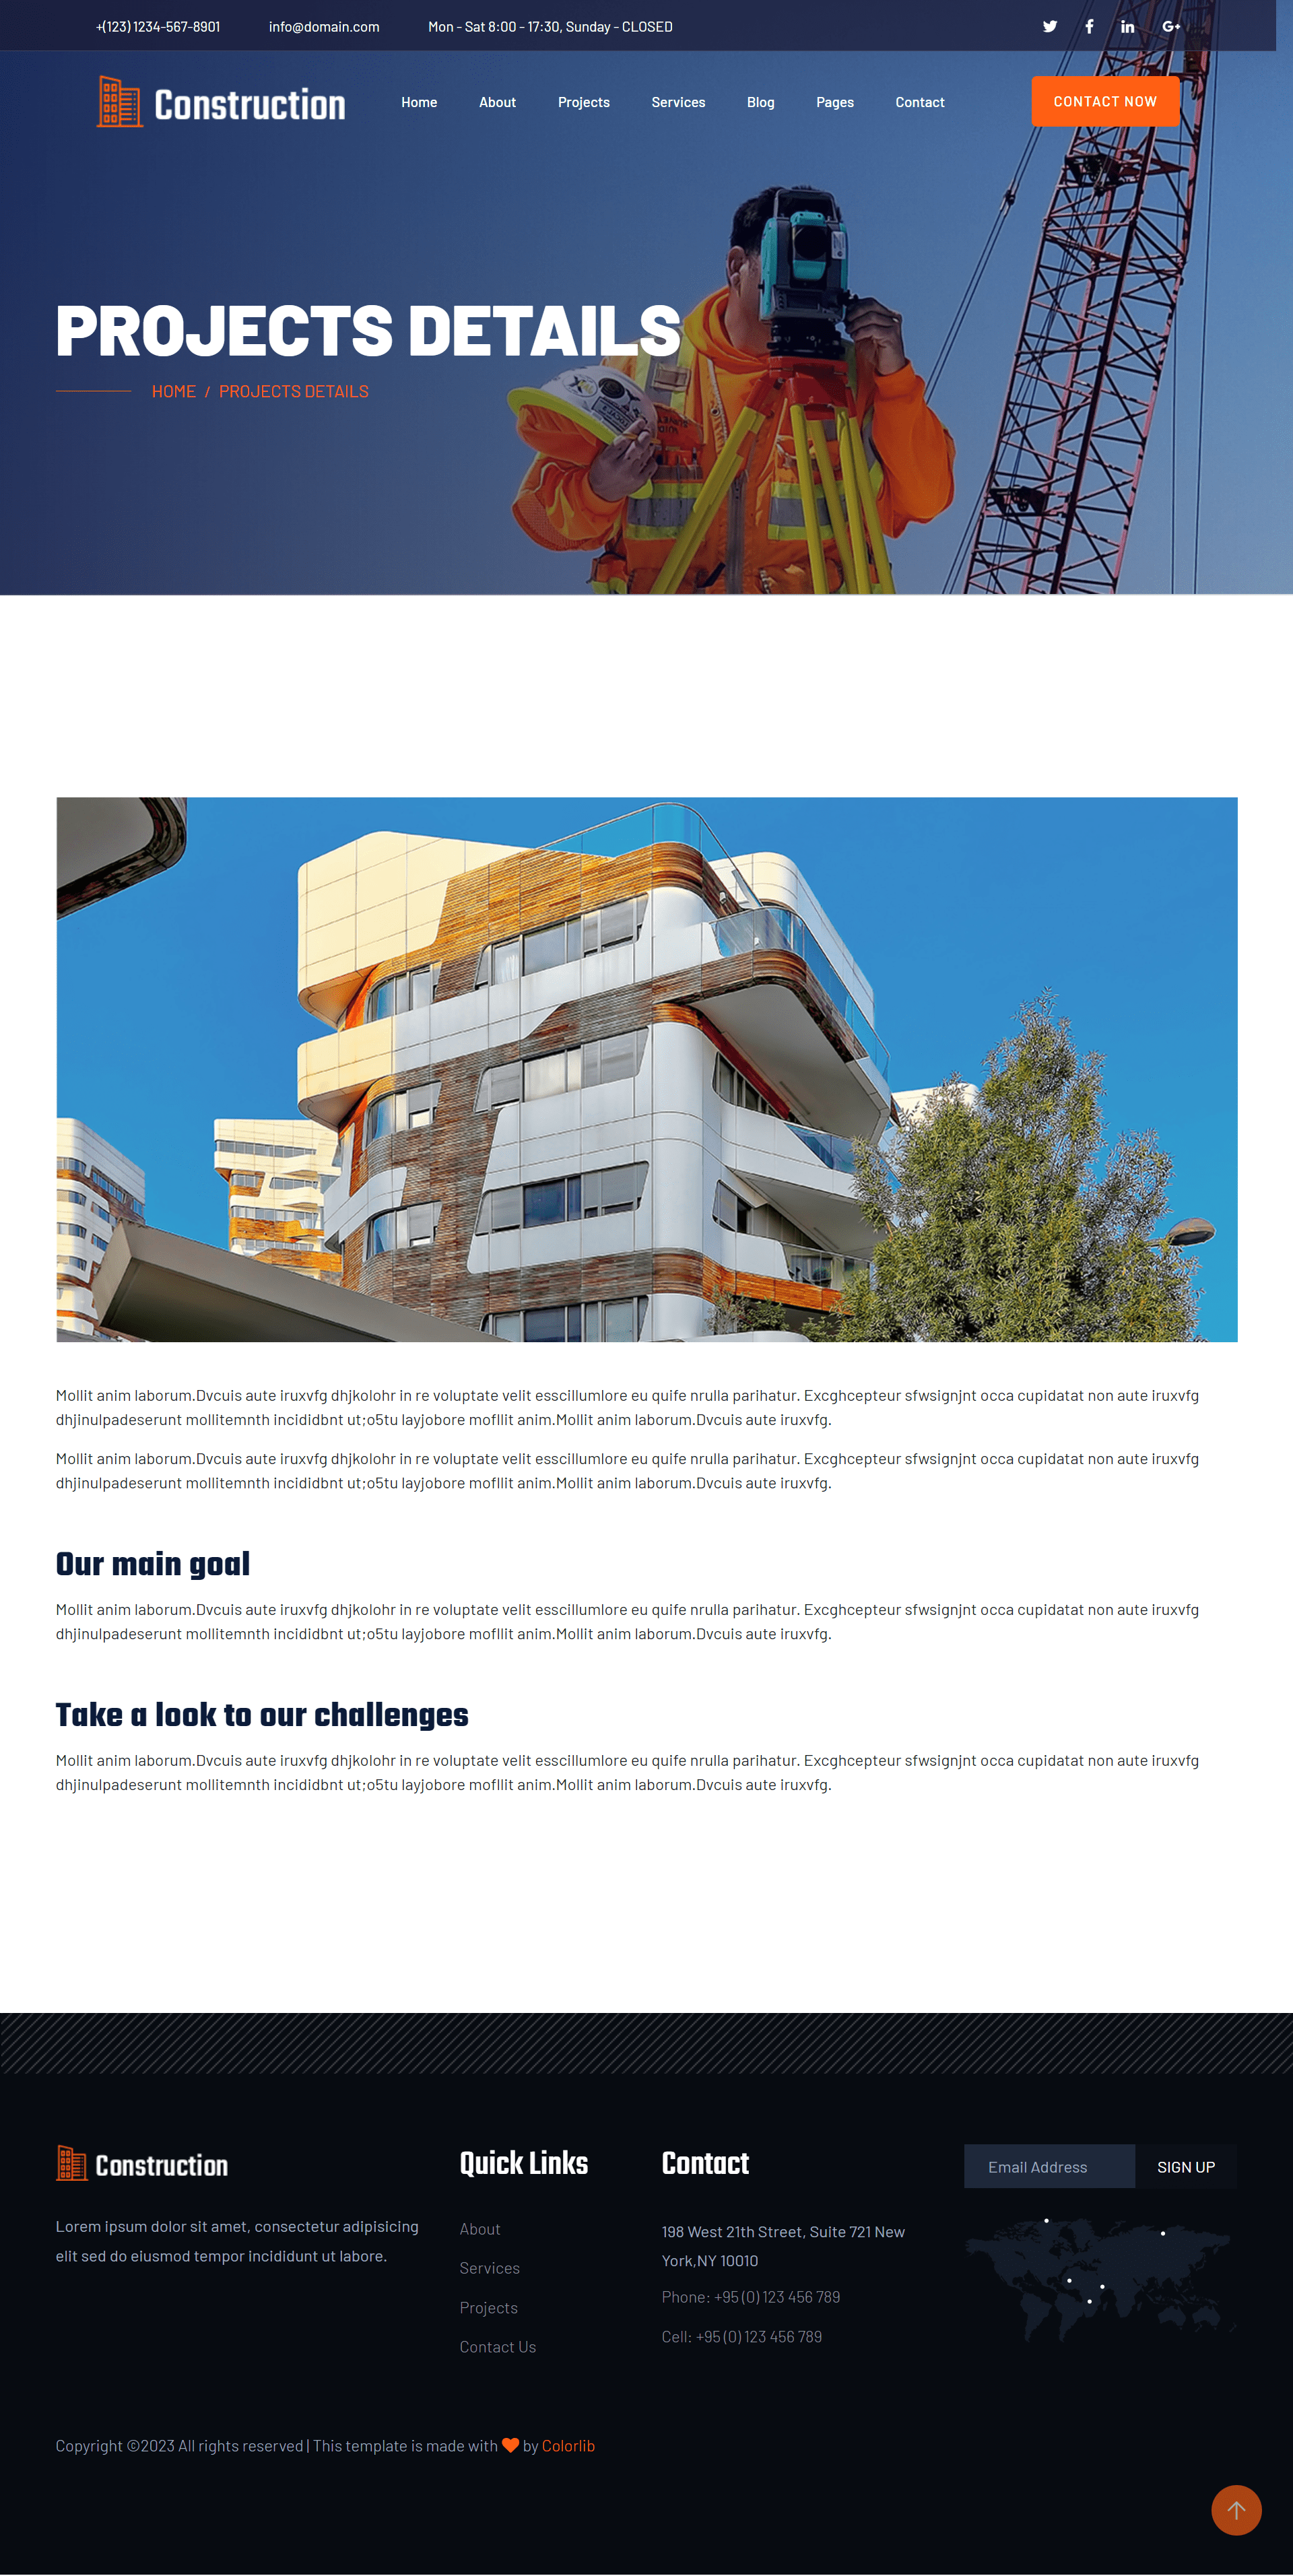 +(123) 1234-567-8901 info@domain.com Mon - Sat 8:00 - 17:30, Sunday - CLOSED
Construction Home About Projects Services Blog Pages Contact CONTACT NOW
PROJECTS DETAILS
HOME / PROJECTS DETAILS
Mollit anim laborum.Dvcuis aute iruxvfg dhjkolohr in re voluptate velit esscillumlore eu quife nrulla parihatur. Excghcepteur sfwsignjnt occa cupidatat non aute iruxvfg
dhjinulpadeserunt mollitemnth incididbnt ut;o5tu layjobore mofllit anim.Mollit anim laborum.Dvcuis aute iruxvfg.
Mollit anim laborum.Dvcuis aute iruxvfg dhjkolohr in re voluptate velit esscillumlore eu quife nrulla parihatur. Excghcepteur sfwsignjnt occa cupidatat non aute iruxvfg
dhjinulpadeserunt mollitemnth incididbnt ut;o5tu layjobore mofllit anim.Mollit anim laborum.Dvcuis aute iruxvfg.
Our main goal
Mollit anim laborum.Dvcuis aute iruxvfg dhjkolohr in re voluptate velit esscillumlore eu quife nrulla parihatur. Excghcepteur sfwsignjnt occa cupidatat non aute iruxvfg
dhjinulpadeserunt mollitemnth incididbnt ut;o5tu layjobore mofllit anim.Mollit anim laborum.Dvcuis aute iruxvfg.
Take a look to our challenges
Mollit anim laborum.Dvcuis aute iruxvfg dhjkolohr in re voluptate velit esscillumlore eu quife nrulla parihatur. Excghcepteur sfwsignjnt occa cupidatat non aute iruxvfg
dhjinulpadeserunt mollitemnth incididbnt ut;o5tu layjobore mofllit anim.Mollit anim laborum.Dvcuis aute iruxvfg.
Construction
Lorem ipsum dolor sit amet, consectetur adipisicing
elit sed do eiusmod tempor incididunt ut labore.
Quick Links
About
Services
Projects
Contact Us
Contact
198 West 21th Street, Suite 721 New
York,NY 10010
Phone: +95 (0) 123 456 789
Cell: +95 (0) 123 456 789
Email Address SIGN UP
Copyright ©2023 All rights reserved | This template is made with by Colorlib